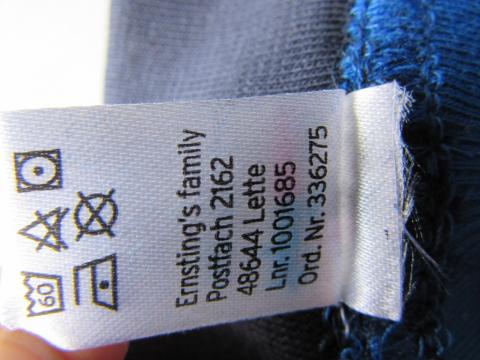 Ernsting's family
Postfach 2162
48644 Lette
Lnr. 1001685
Ord. Nr. 336275
60